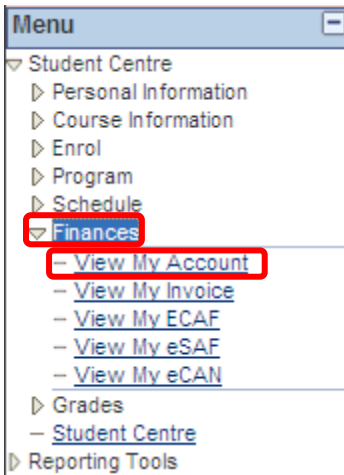 Menu
Student Centre
Personal Information
Course Information
Enrol
Program
Schedule
Finances
View My Account
View My Invoice
View My ECAF
View My eSAF
View My eCAN
Grades
Student Centre
Reporting Tools